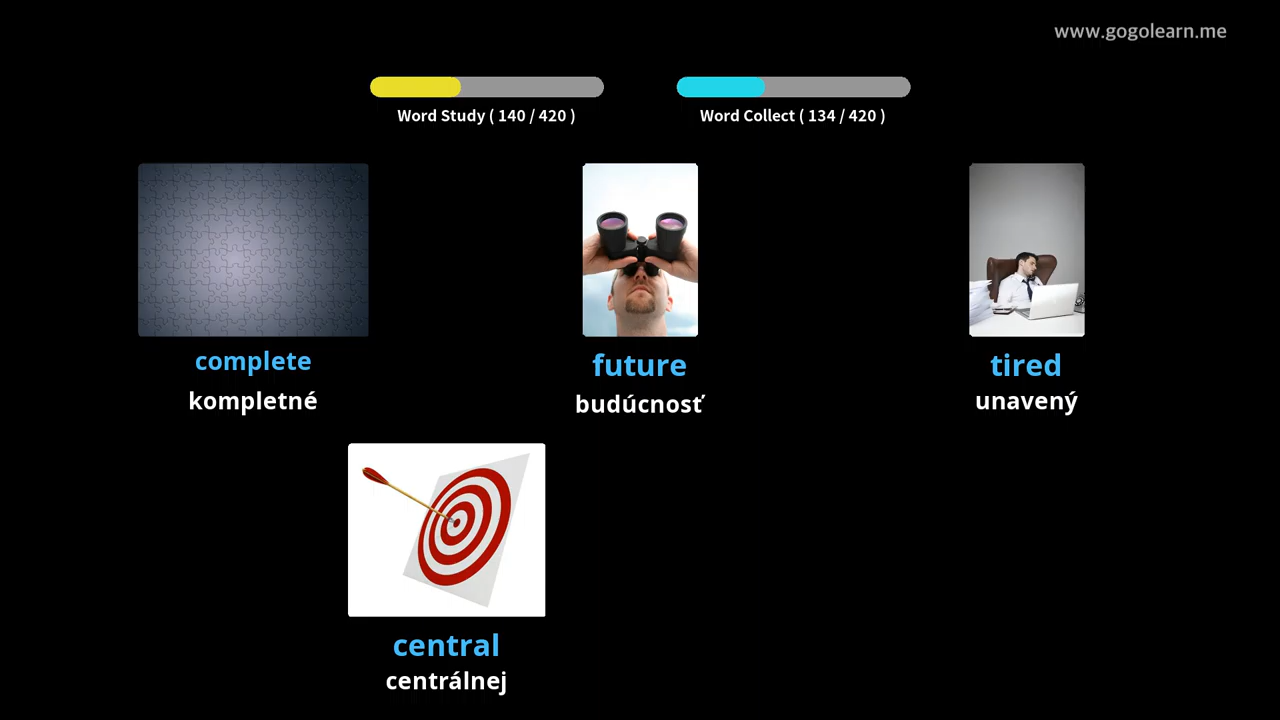 www.gogolearn.me
Word Study ( 140 / 420 )
Word Collect ( 134 / 420 )
complete
kompletné
future
budúcnosť
tired
unavený
central
centrálnej